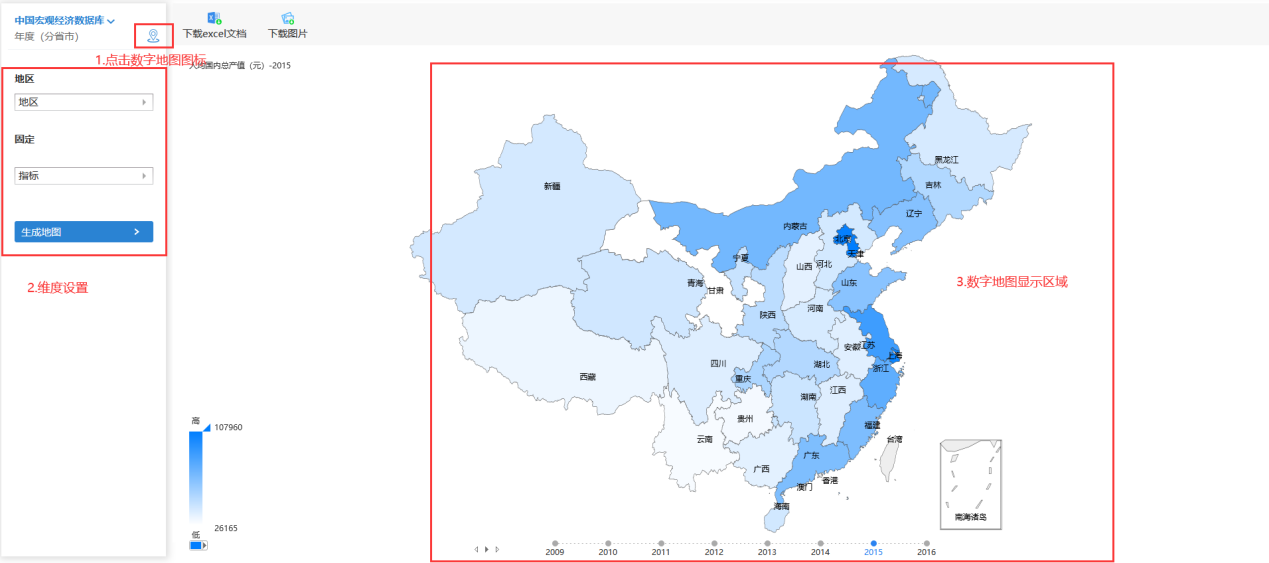 中国宏观经济数据库
年度（分省市）
下载excel文档
下载图片
1.点击数字地图图标
人均国内总产值（元）-2015
地区
地区
固定
指标
生成地图
2.维度设置
3.数字地图显示区域
黑龙江
吉林
新疆
辽宁
内蒙古
北京
天津
宁夏
山西
河北
青海
甘肃
山东
河南
陕西
安徽
江苏
上海
四川
湖北
浙江
西藏
重庆
湖南
江西
贵州
福建
云南
台湾
广东
广西
香港
澳门
海南
南海诸岛
高
107960
26165
低
2009
2010
2011
2012
2013
2014
2015
2016